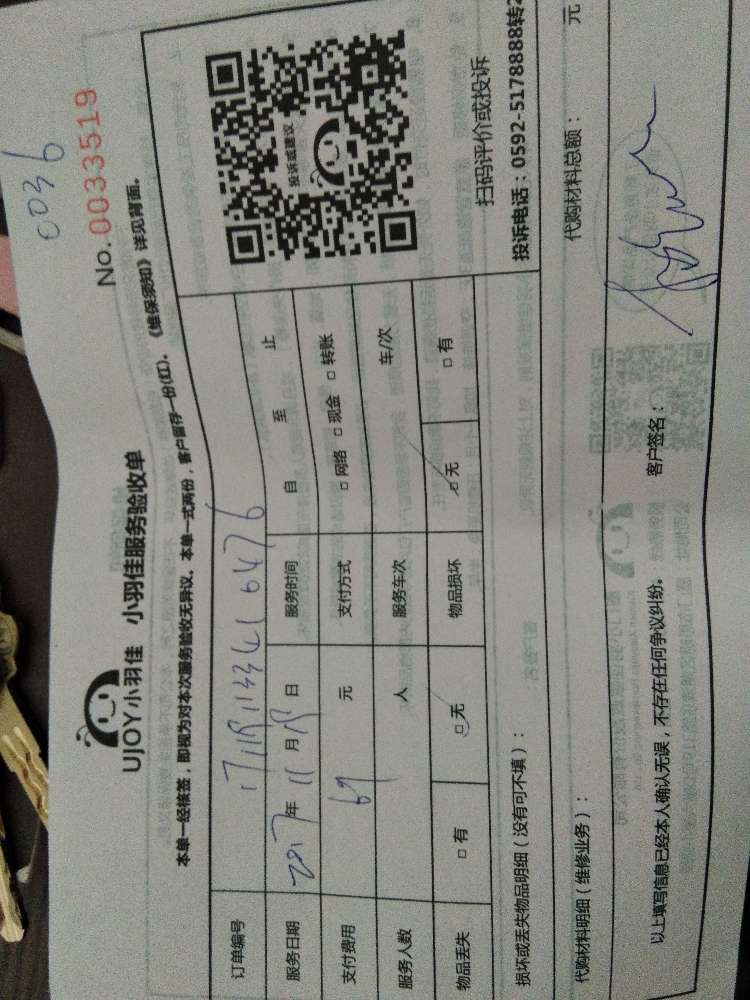 0036
No.0033519
UJOY小羽佳 小羽佳服务验收单
本单一经核签，即视为对本次服务验收无异议。本单一式两份，客户留存一份(红)。《维保须知》详见背面。
订单编号
服务日期 2017年 11月 19日 服务时间 自 至 止
支付费用 69 元 支付方式 □网络 □现金 □转账
服务人数 人 服务车次 车/次
物品丢失 □有 □无 物品损坏 □无 □有
投诉或建议
扫码评价或投诉
投诉电话：0592-5178888转2
损坏或丢失物品明细（没有可不填）：
代购材料明细（维修业务）： 代购材料总额： 元
以上填写信息已经本人确认无误，不存在任何争议纠纷。 客户签名：